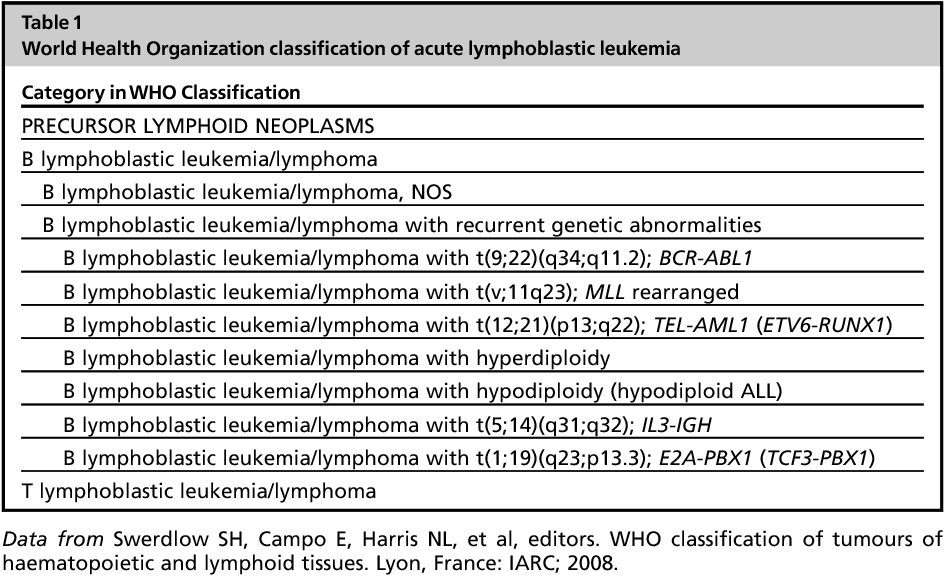 Table 1
World Health Organization classification of acute lymphoblastic leukemia
Category in WHO Classification
PRECURSOR LYMPHOID NEOPLASMS
B lymphoblastic leukemia/lymphoma
B lymphoblastic leukemia/lymphoma, NOS
B lymphoblastic leukemia/lymphoma with recurrent genetic abnormalities
B lymphoblastic leukemia/lymphoma with t(9;22)(q34;q11.2); BCR-ABL1
B lymphoblastic leukemia/lymphoma with t(v;11q23); MLL rearranged
B lymphoblastic leukemia/lymphoma with t(12;21)(p13;q22); TEL-AML1 (ETV6-RUNX1)
B lymphoblastic leukemia/lymphoma with hyperdiploidy
B lymphoblastic leukemia/lymphoma with hypodiploidy (hypodiploid ALL)
B lymphoblastic leukemia/lymphoma with t(5;14)(q31;q32); IL3-IGH
B lymphoblastic leukemia/lymphoma with t(1;19)(q23;p13.3); E2A-PBX1 (TCF3-PBX1)
T lymphoblastic leukemia/lymphoma
Data from Swerdlow SH, Campo E, Harris NL, et al, editors. WHO classification of tumours of
haematopoietic and lymphoid tissues. Lyon, France: IARC; 2008.